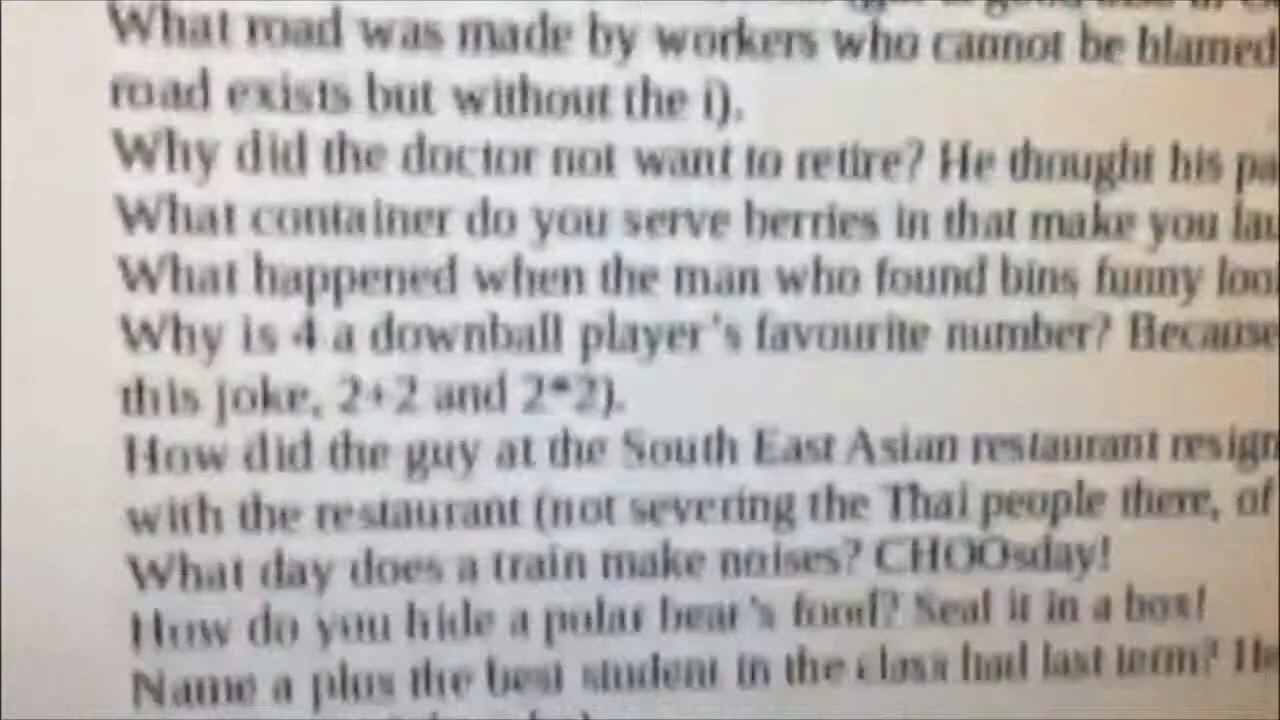 What road was made by workers who cannot be blamed
road exists but without the i).
Why did the doctor not want to retire? He thought his
What container do you serve berries in that make you
What happened when the man who found bins funny
Why is 4 a downball player's favourite number? Because
this joke, 2+2 and 2*2).
How did the guy at the South East Asian restaurant resign
with the restaurant (not severing the Thai people there, of
What day does a train make noises? CHOOsday!
How do you hide a polar bear's food? Seal it in a box!
Name a plus the best student in the class had last term?